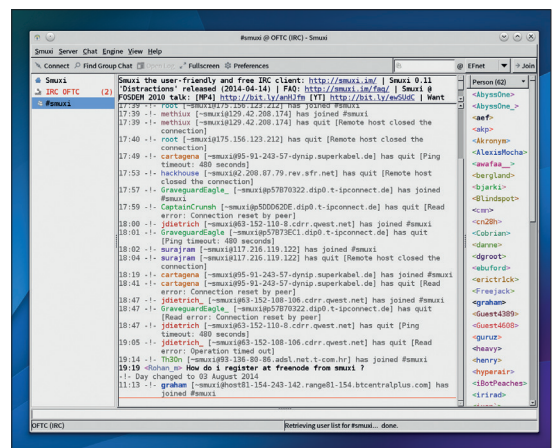 #smuxi @ OFTC (IRC) - Smuxi
Smuxi Server Chat Engine View Help
Connect Find Group Chat Fullscreen Preferences @ EFnet Join
Smuxi
IRC OFTC (2)
#smuxi
Smuxi the user-friendly and free IRC client: http://smuxi.im/ | Smuxi 0.11
'Distractions' released (2014-04-14) | FAQ: http://smuxi.im/faq/ | Smuxi @
FOSDEM 2010 talk: [MP4] http://bit.ly/anHJfm [YT] http://bit.ly/ew5UdC | Want
17:39 -!- root [~smuxi@175.156.123.212] has joined #smuxi
17:39 -!- methiux [~smuxi@129.42.208.174] has joined #smuxi
17:39 -!- methiux [~smuxi@129.42.208.174] has quit [Remote host closed the
connection]
17:40 -!- root [~smuxi@175.156.123.212] has quit [Remote host closed the
connection]
17:49 -!- cartagena [~smuxi@95-91-243-57-dynip.superkabel.de] has quit [Ping
timeout: 480 seconds]
17:53 -!- hackhouse [~smuxi@2.208.87.79.rev.sfr.net] has quit [Remote host
closed the connection]
17:57 -!- GraveguardEagle_ [~smuxi@p57B70322.dip0.t-ipconnect.de] has joined
#smuxi
17:59 -!- CaptainCrunsh [~smuxi@p5DDD62DE.dip0.t-ipconnect.de] has quit [Read
error: Connection reset by peer]
18:00 -!- jdietrich [~smuxi@63-152-110-8.cdrr.qwest.net] has joined #smuxi
18:01 -!- GraveguardEagle [~smuxi@p57B73EC1.dip0.t-ipconnect.de] has quit
[Ping timeout: 480 seconds]
18:02 -!- surajram [~smuxi@117.216.119.122] has joined #smuxi
18:04 -!- surajram [~smuxi@117.216.119.122] has quit [Remote host closed the
connection]
18:19 -!- cartagena [~smuxi@95-91-243-57-dynip.superkabel.de] has joined #smuxi
18:41 -!- cartagena [~smuxi@95-91-243-57-dynip.superkabel.de] has quit [Read
error: Connection reset by peer]
18:47 -!- jdietrich_ [~smuxi@63-152-108-106.cdrr.qwest.net] has joined #smuxi
18:47 -!- GraveguardEagle_ [~smuxi@p57B70322.dip0.t-ipconnect.de] has quit
[Read error: Connection reset by peer]
18:47 -!- jdietrich [~smuxi@63-152-110-8.cdrr.qwest.net] has quit [Ping
timeout: 480 seconds]
19:05 -!- jdietrich_ [~smuxi@63-152-108-106.cdrr.qwest.net] has quit [Read
error: Operation timed out]
19:14 -!- Th3On [~smuxi@93-136-80-86.adsl.net.t-com.hr] has joined #smuxi
19:19 <Rohan_m> How do i register at freenode from smuxi ?
-!- Day changed to 03 August 2014
11:13 -!- graham [~smuxi@host81-154-243-142.range81-154.btcentralplus.com] has
joined #smuxi
Person (62)
<AbyssOne>
<AbyssOne_>
<aef>
<akp>
<Akronym>
<AlexisMocha>
<awafaa__>
<bergland>
<bjarki>
<Blindspot>
<cmn>
<cn28h>
<Cobrian>
<danne>
<dgroot>
<ebuford>
<erictr1ck>
<Freejack>
<graham>
<Guest4389>
<Guest4608>
<guruz>
<heavy>
<henry>
<hyperair>
<iBotPeaches>
<irirad>
OFTC (IRC)
Retrieving user list for #smuxi... done.